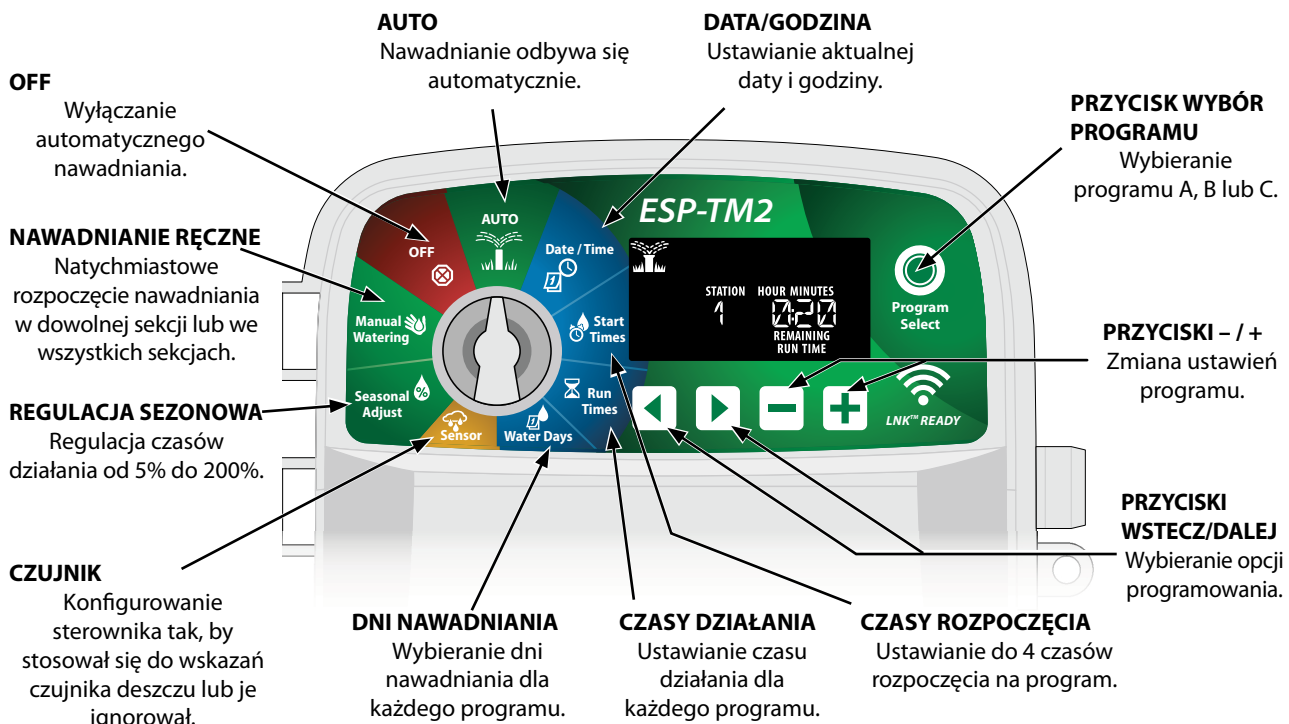 AUTO
Nawadnianie odbywa się
automatycznie.
DATA/GODZINA
Ustawianie aktualnej
daty i godziny.
OFF
Wyłączanie
automatycznego
nawadniania.
PRZYCISK WYBÓR
PROGRAMU
Wybieranie
programu A, B lub C.
NAWADNIANIE RĘCZNE
Natychmiastowe
rozpoczęcie nawadniania
w dowolnej sekcji lub we
wszystkich sekcjach.
REGULACJA SEZONOWA
Regulacja czasów
działania od 5% do 200%.
CZUJNIK
Konfigurowanie
sterownika tak, by
stosował się do wskazań
czujnika deszczu lub je
ignorował.
AUTO
OFF
Date / Time
1
Manual
Watering
Start
Times
Seasonal
Adjust
%
Run
Times
Sensor
1
Water Days
ESP-TM2
STATION HOUR MINUTES
1 0:20
REMAINING
RUN TIME
Program
Select
LNK™ READY
PRZYCISKI – / +
Zmiana ustawień
programu.
PRZYCISKI
WSTECZ/DALEJ
Wybieranie opcji
programowania.
DNI NAWADNIANIA
Wybieranie dni
nawadniania dla
każdego programu.
CZASY DZIAŁANIA
Ustawianie czasu
działania dla
każdego programu.
CZASY ROZPOCZĘCIA
Ustawianie do 4 czasów
rozpoczęcia na program.